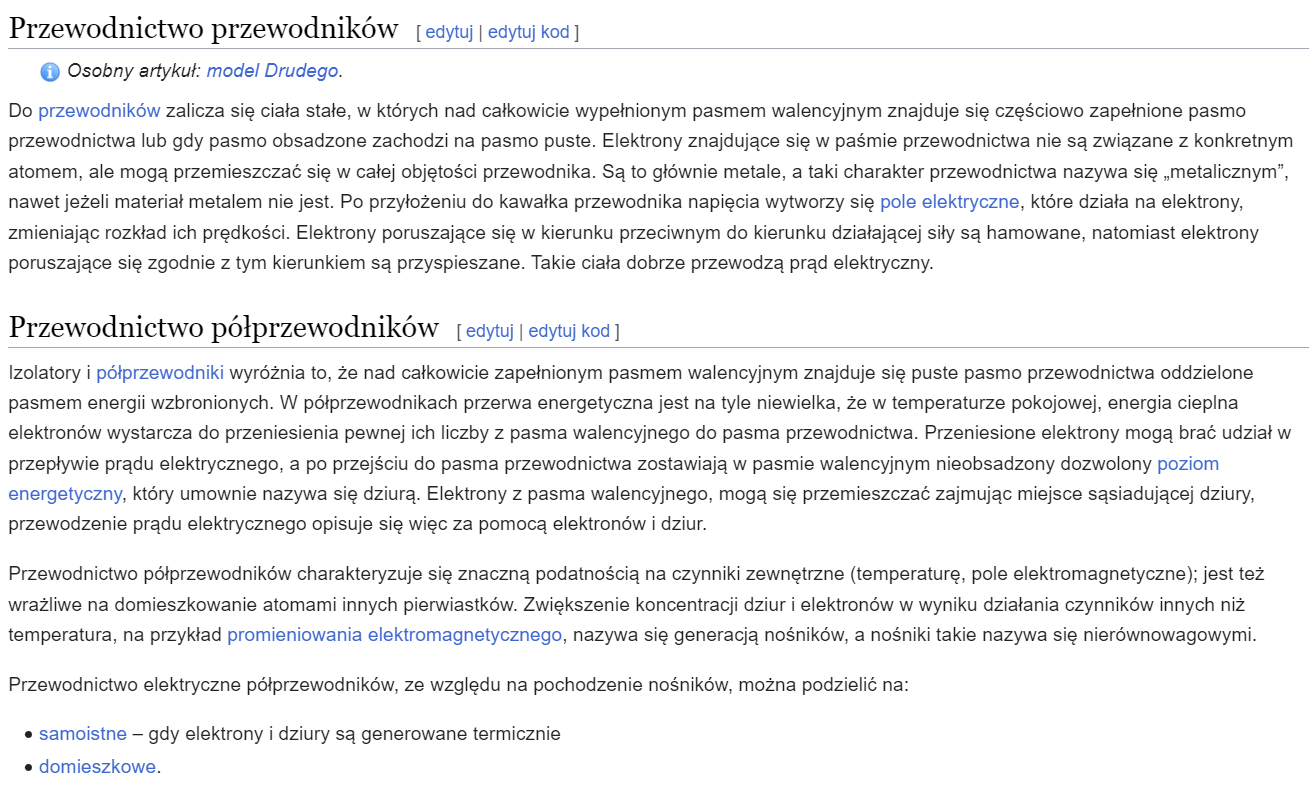 Przewodnictwo przewodników [ edytuj | edytuj kod ]
Osobny artykuł: model Drudego.
Do przewodników zalicza się ciała stałe, w których nad całkowicie wypełnionym pasmem walencyjnym znajduje się częściowo zapełnione pasmo
przewodnictwa lub gdy pasmo obsadzone zachodzi na pasmo puste. Elektrony znajdujące się w paśmie przewodnictwa nie są związane z konkretnym
atomem, ale mogą przemieszczać się w całej objętości przewodnika. Są to głównie metale, a taki charakter przewodnictwa nazywa się „metalicznym”,
nawet jeżeli materiał metalem nie jest. Po przyłożeniu do kawałka przewodnika napięcia wytworzy się pole elektryczne, które działa na elektrony,
zmieniając rozkład ich prędkości. Elektrony poruszające się w kierunku przeciwnym do kierunku działającej siły są hamowane, natomiast elektrony
poruszające się zgodnie z tym kierunkiem są przyspieszane. Takie ciała dobrze przewodzą prąd elektryczny.
Przewodnictwo półprzewodników [ edytuj | edytuj kod ]
Izolatory i półprzewodniki wyróżnia to, że nad całkowicie zapełnionym pasmem walencyjnym znajduje się puste pasmo przewodnictwa oddzielone
pasmem energii wzbronionych. W półprzewodnikach przerwa energetyczna jest na tyle niewielka, że w temperaturze pokojowej, energia cieplna
elektronów wystarcza do przeniesienia pewnej ich liczby z pasma walencyjnego do pasma przewodnictwa. Przeniesione elektrony mogą brać udział w
przepływie prądu elektrycznego, a po przejściu do pasma przewodnictwa zostawiają w pasmie walencyjnym nieobsadzony dozwolony poziom
energetyczny, który umownie nazywa się dziurą. Elektrony z pasma walencyjnego, mogą się przemieszczać zajmując miejsce sąsiadującej dziury,
przewodzenie prądu elektrycznego opisuje się więc za pomocą elektronów i dziur.
Przewodnictwo półprzewodników charakteryzuje się znaczną podatnością na czynniki zewnętrzne (temperaturę, pole elektromagnetyczne); jest też
wrażliwe na domieszkowanie atomami innych pierwiastków. Zwiększenie koncentracji dziur i elektronów w wyniku działania czynników innych niż
temperatura, na przykład promieniowania elektromagnetycznego, nazywa się generacją nośników, a nośniki takie nazywa się nierównowagowymi.
Przewodnictwo elektryczne półprzewodników, ze względu na pochodzenie nośników, można podzielić na:
• samoistne – gdy elektrony i dziury są generowane termicznie
• domieszkowe.